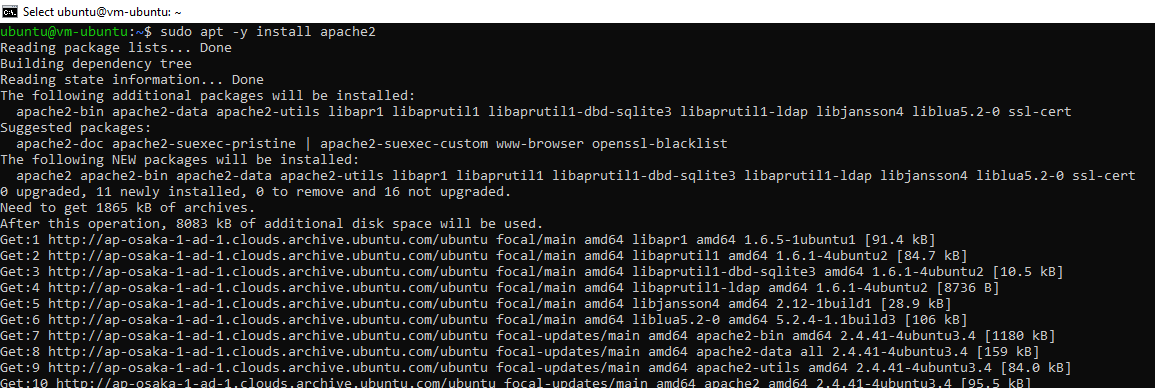 Select ubuntu@vm-ubuntu: ~
ubuntu@vm-ubuntu:~$ sudo apt -y install apache2
Reading package lists... Done
Building dependency tree
Reading state information... Done
The following additional packages will be installed:
  apache2-bin apache2-data apache2-utils libapr1 libaprutil1 libaprutil1-dbd-sqlite3 libaprutil1-ldap libjansson4 liblua5.2-0 ssl-cert
Suggested packages:
  apache2-doc apache2-suexec-pristine | apache2-suexec-custom www-browser openssl-blacklist
The following NEW packages will be installed:
  apache2 apache2-bin apache2-data apache2-utils libapr1 libaprutil1 libaprutil1-dbd-sqlite3 libaprutil1-ldap libjansson4 liblua5.2-0 ssl-cert
0 upgraded, 11 newly installed, 0 to remove and 16 not upgraded.
Need to get 1865 kB of archives.
After this operation, 8083 kB of additional disk space will be used.
Get:1 http://ap-osaka-1-ad-1.clouds.archive.ubuntu.com/ubuntu focal/main amd64 libapr1 amd64 1.6.5-1ubuntu1 [91.4 kB]
Get:2 http://ap-osaka-1-ad-1.clouds.archive.ubuntu.com/ubuntu focal/main amd64 libaprutil1 amd64 1.6.1-4ubuntu2 [84.7 kB]
Get:3 http://ap-osaka-1-ad-1.clouds.archive.ubuntu.com/ubuntu focal/main amd64 libaprutil1-dbd-sqlite3 amd64 1.6.1-4ubuntu2 [10.5 kB]
Get:4 http://ap-osaka-1-ad-1.clouds.archive.ubuntu.com/ubuntu focal/main amd64 libaprutil1-ldap amd64 1.6.1-4ubuntu2 [8736 B]
Get:5 http://ap-osaka-1-ad-1.clouds.archive.ubuntu.com/ubuntu focal/main amd64 libjansson4 amd64 2.12-1build1 [28.9 kB]
Get:6 http://ap-osaka-1-ad-1.clouds.archive.ubuntu.com/ubuntu focal/main amd64 liblua5.2-0 amd64 5.2.4-1.1build3 [106 kB]
Get:7 http://ap-osaka-1-ad-1.clouds.archive.ubuntu.com/ubuntu focal-updates/main amd64 apache2-bin amd64 2.4.41-4ubuntu3.4 [1180 kB]
Get:8 http://ap-osaka-1-ad-1.clouds.archive.ubuntu.com/ubuntu focal-updates/main amd64 apache2-data all 2.4.41-4ubuntu3.4 [159 kB]
Get:9 http://ap-osaka-1-ad-1.clouds.archive.ubuntu.com/ubuntu focal-updates/main amd64 apache2-utils amd64 2.4.41-4ubuntu3.4 [84.0 kB]
Get:10 http://ap-osaka-1-ad-1.clouds.archive.ubuntu.com/ubuntu focal-updates/main amd64 apache2 amd64 2.4.41-4ubuntu3.4 [95.5 kB]